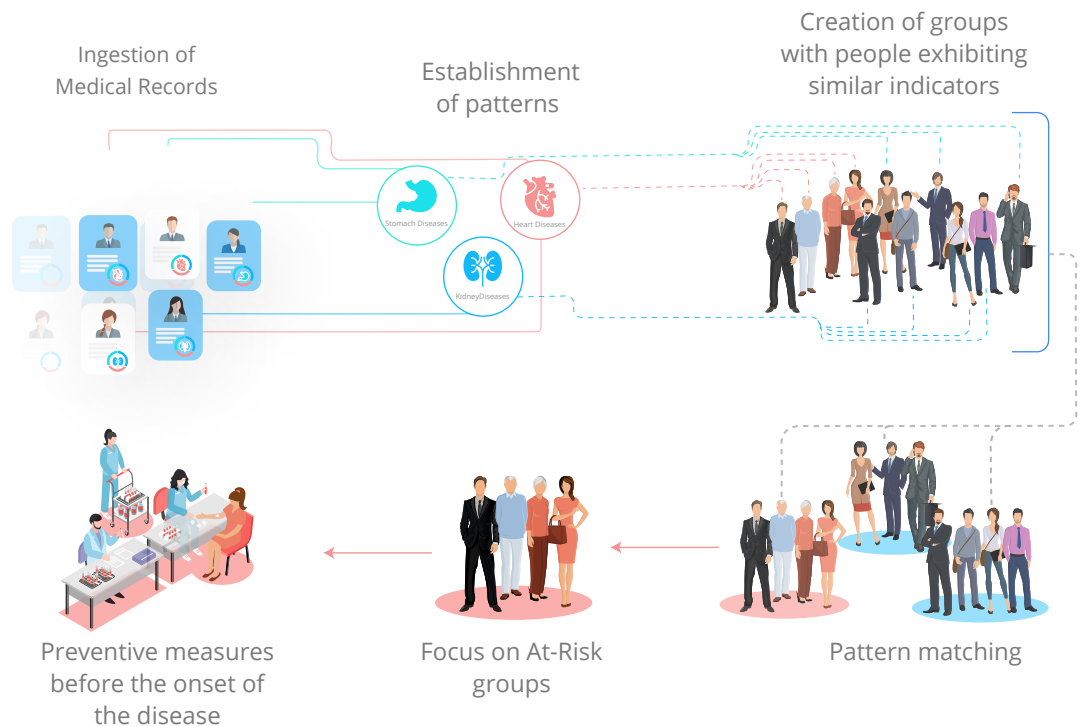 Ingestion of
Medical Records
Establishment
of patterns
Creation of groups
with people exhibiting
similar indicators
Stomach Diseases
Heart Diseases
KidneyDiseases
Preventive measures
before the onset of
the disease
Focus on At-Risk
groups
Pattern matching